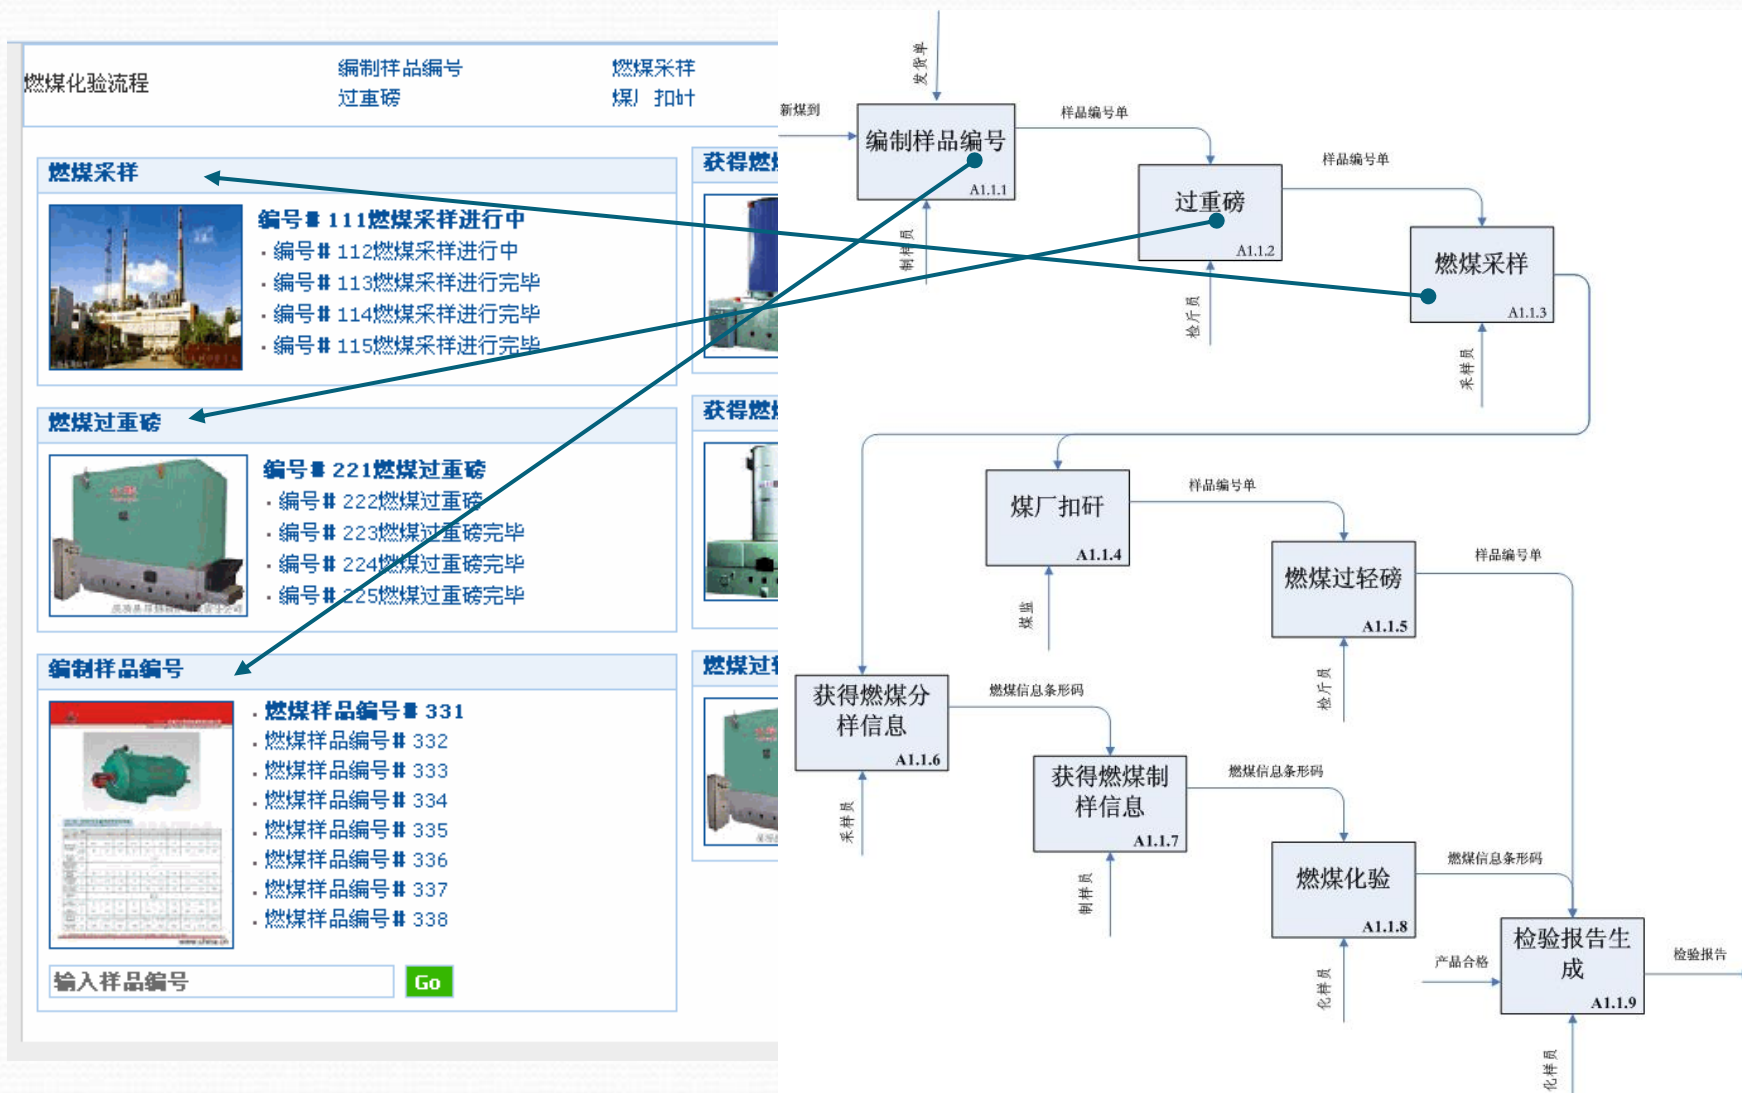 燃煤化验流程
编制样品编号
燃煤采样
过重磅
煤厂扣矸
燃煤采样
编号# 111燃煤采样进行中
· 编号# 112燃煤采样进行中
· 编号# 113燃煤采样进行完毕
· 编号# 114燃煤采样进行完毕
· 编号# 115燃煤采样进行完毕
获得燃
燃煤过重磅
编号# 221燃煤过重磅
· 编号# 222燃煤过重磅
· 编号# 223燃煤过重磅完毕
· 编号# 224燃煤过重磅完毕
· 编号# 225燃煤过重磅完毕
获得燃
编制样品编号
. 燃煤样品编号# 331
. 燃煤样品编号# 332
. 燃煤样品编号# 333
. 燃煤样品编号# 334
. 燃煤样品编号# 335
. 燃煤样品编号# 336
. 燃煤样品编号# 337
. 燃煤样品编号# 338
www.china.cn
输入样品编号
Go
燃煤过
发货单
新煤到
编制样品编号
A1.1.1
制样员
样品编号单
过重磅
A1.1.2
检斤员
样品编号单
燃煤采样
A1.1.3
采样员
煤厂扣矸
A1.1.4
煤监
样品编号单
燃煤过轻磅
A1.1.5
检斤员
样品编号单
获得燃煤分
样信息
A1.1.6
采样员
燃煤信息条形码
获得燃煤制
样信息
A1.1.7
制样员
燃煤信息条形码
燃煤化验
A1.1.8
化样员
燃煤信息条形码
产品合格
检验报告生
成
A1.1.9
化样员
检验报告